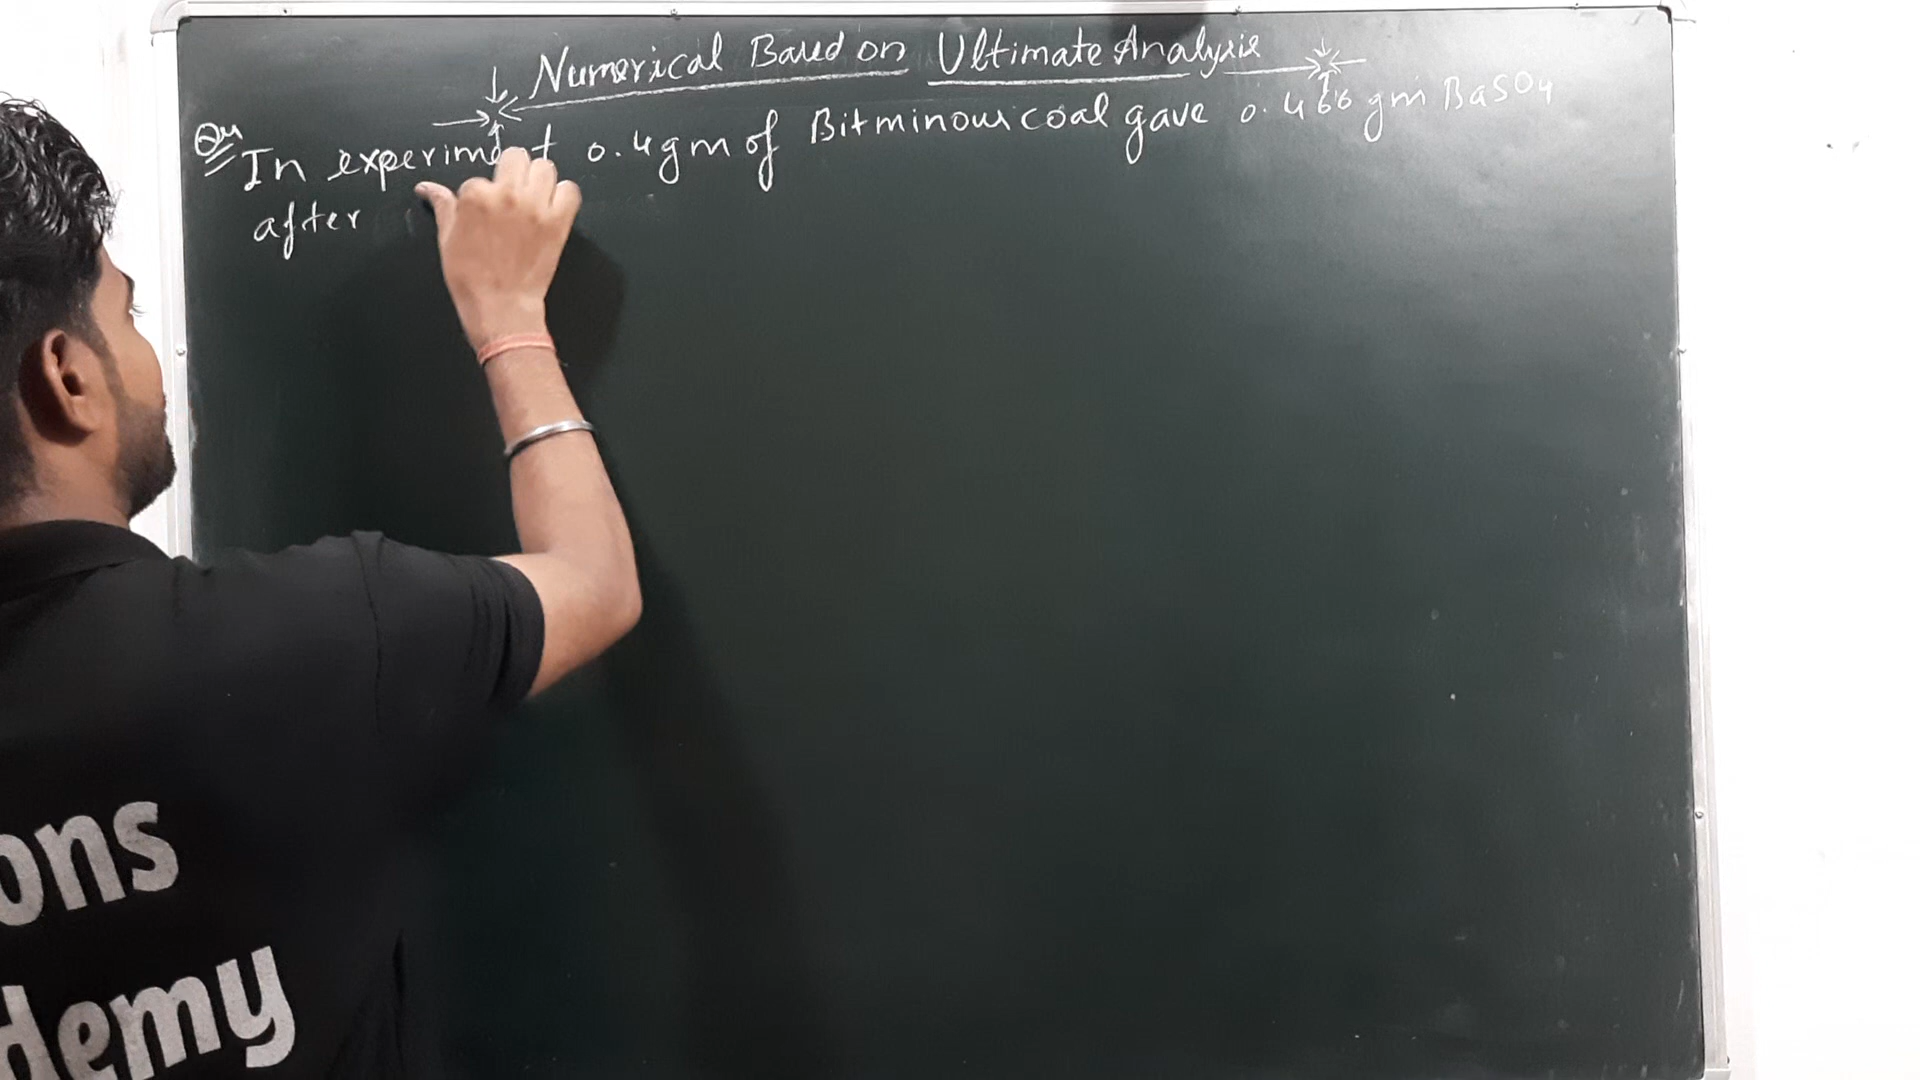 Numerical Based on Ultimate Analysis
Qu
In experiment 0.4gm of Bitminous coal gave 0.466 gm BaSO4
after
ons
demy